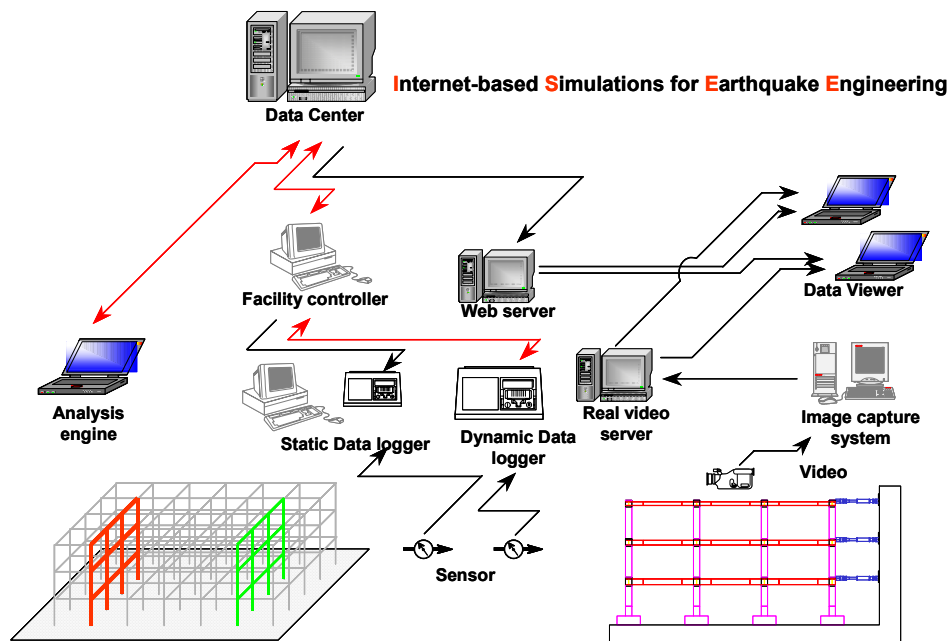 Internet-based Simulations for Earthquake Engineering
Data Center
Facility controller
Web server
Data Viewer
Analysis
engine
Static Data logger
Dynamic Data
logger
Real video
server
Image capture
system
Video
Sensor